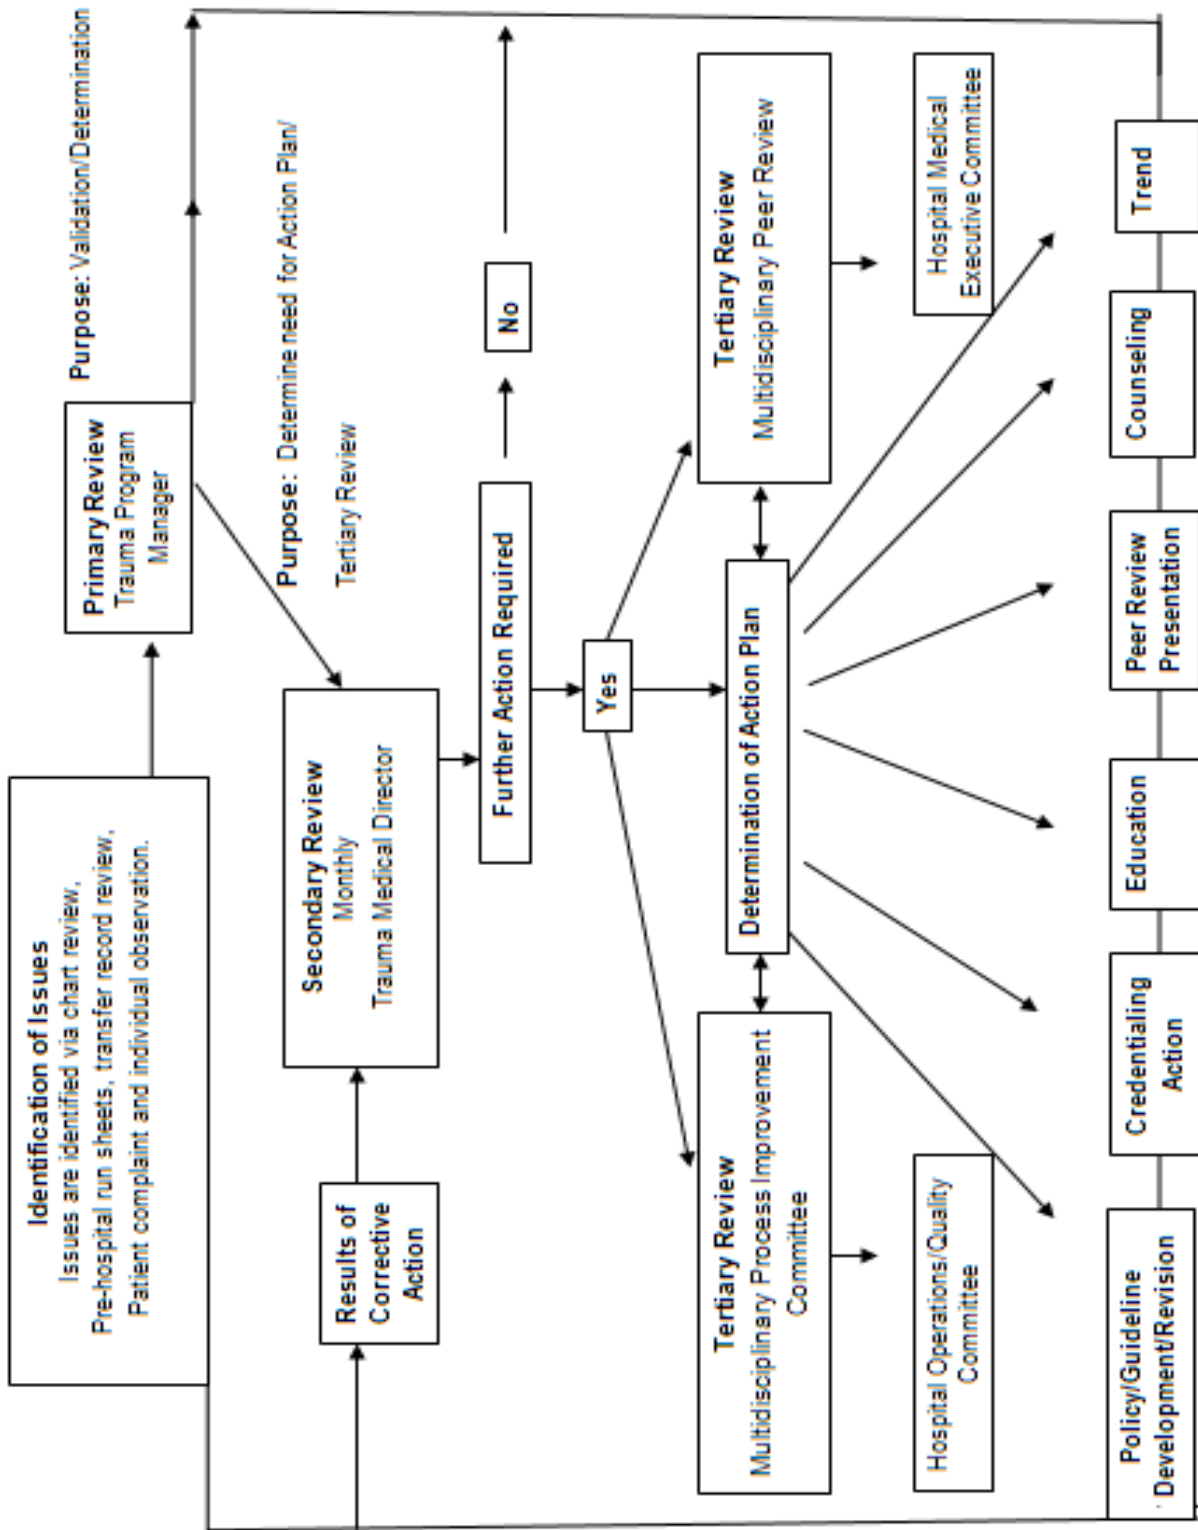 Identification of Issues
Issues are identified via chart review,
Pre-hospital run sheets, transfer record review,
Patient complaint and individual observation.
Primary Review
Trauma Program
Manager
Purpose: Validation/Determination
Results of
Corrective
Action
Secondary Review
Monthly
Trauma Medical Director
Purpose: Determine need for Action Plan/
Tertiary Review
Further Action Required
No
Yes
Tertiary Review
Multidisciplinary Process Improvement
Committee
Determination of Action Plan
Tertiary Review
Multidisciplinary Peer Review
Hospital Operations/Quality
Committee
Hospital Medical
Executive Committee
Policy/Guideline
Development/Revision
Credentialing
Action
Education
Peer Review
Presentation
Counseling
Trend